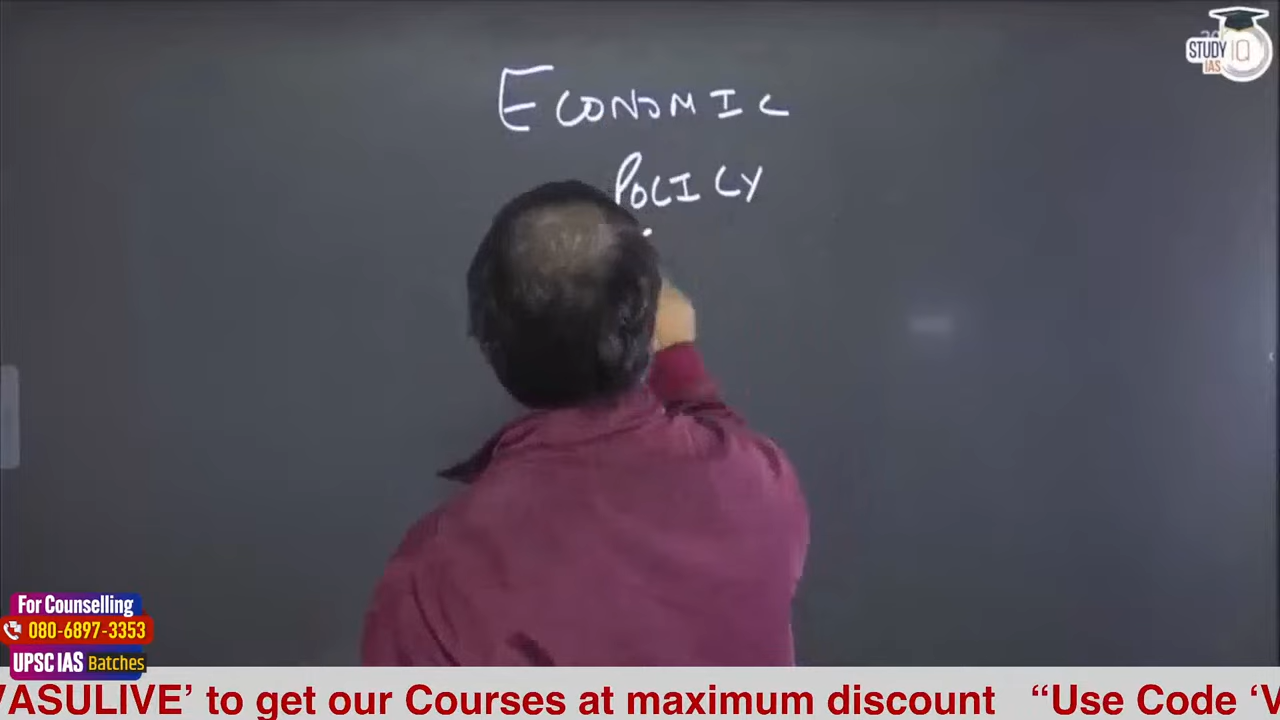 ECONOMIC
POLICY
STUDY IQ
IAS
For Counselling
080-6897-3353
UPSC IAS Batches
VASULIVE’ to get our Courses at maximum discount “Use Code ‘V